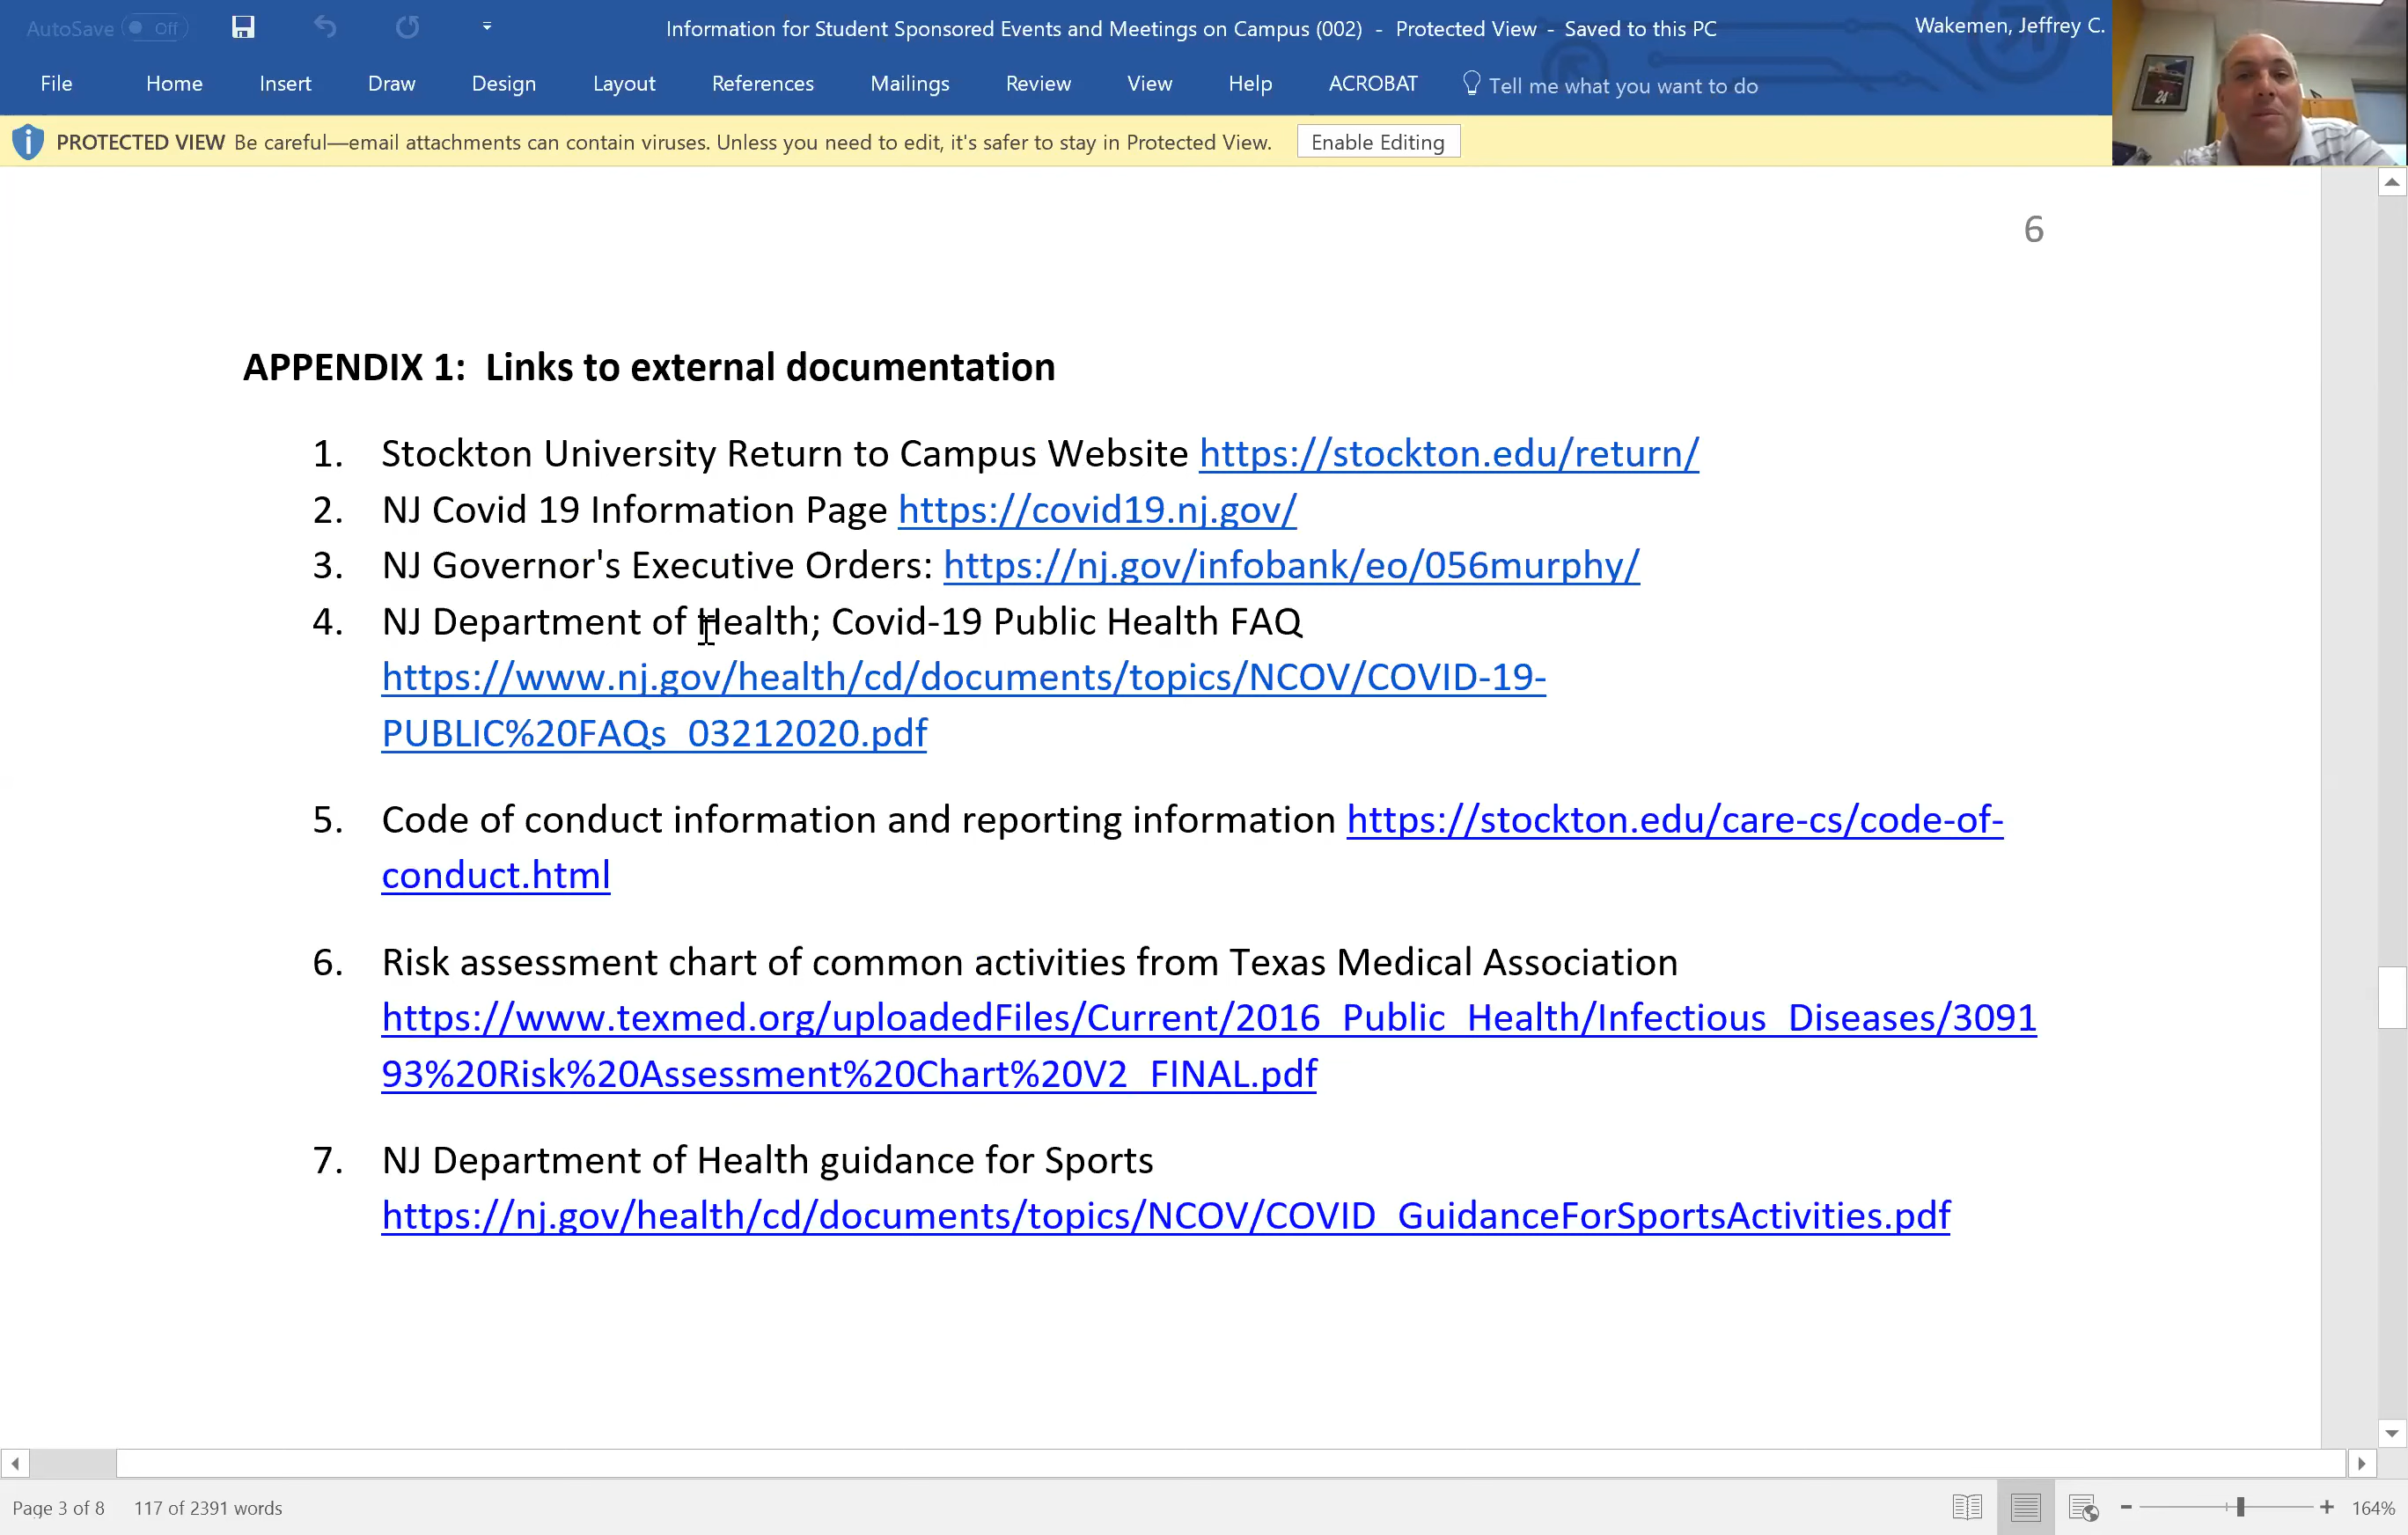 AutoSave Off
Information for Student Sponsored Events and Meetings on Campus (002) - Protected View - Saved to this PC
Wakemen, Jeffrey C.
File Home Insert Draw Design Layout References Mailings Review View Help ACROBAT Tell me what you want to do
PROTECTED VIEW Be careful—email attachments can contain viruses. Unless you need to edit, it's safer to stay in Protected View. Enable Editing
24
6
APPENDIX 1: Links to external documentation
1. Stockton University Return to Campus Website https://stockton.edu/return/
2. NJ Covid 19 Information Page https://covid19.nj.gov/
3. NJ Governor's Executive Orders: https://nj.gov/infobank/eo/056murphy/
4. NJ Department of Health; Covid-19 Public Health FAQ
https://www.nj.gov/health/cd/documents/topics/NCOV/COVID-19-
PUBLIC%20FAQs_03212020.pdf
5. Code of conduct information and reporting information https://stockton.edu/care-cs/code-of-
conduct.html
6. Risk assessment chart of common activities from Texas Medical Association
https://www.texmed.org/uploadedFiles/Current/2016_Public_Health/Infectious_Diseases/3091
93%20Risk%20Assessment%20Chart%20V2_FINAL.pdf
7. NJ Department of Health guidance for Sports
https://nj.gov/health/cd/documents/topics/NCOV/COVID_GuidanceForSportsActivities.pdf
Page 3 of 8 117 of 2391 words
164%